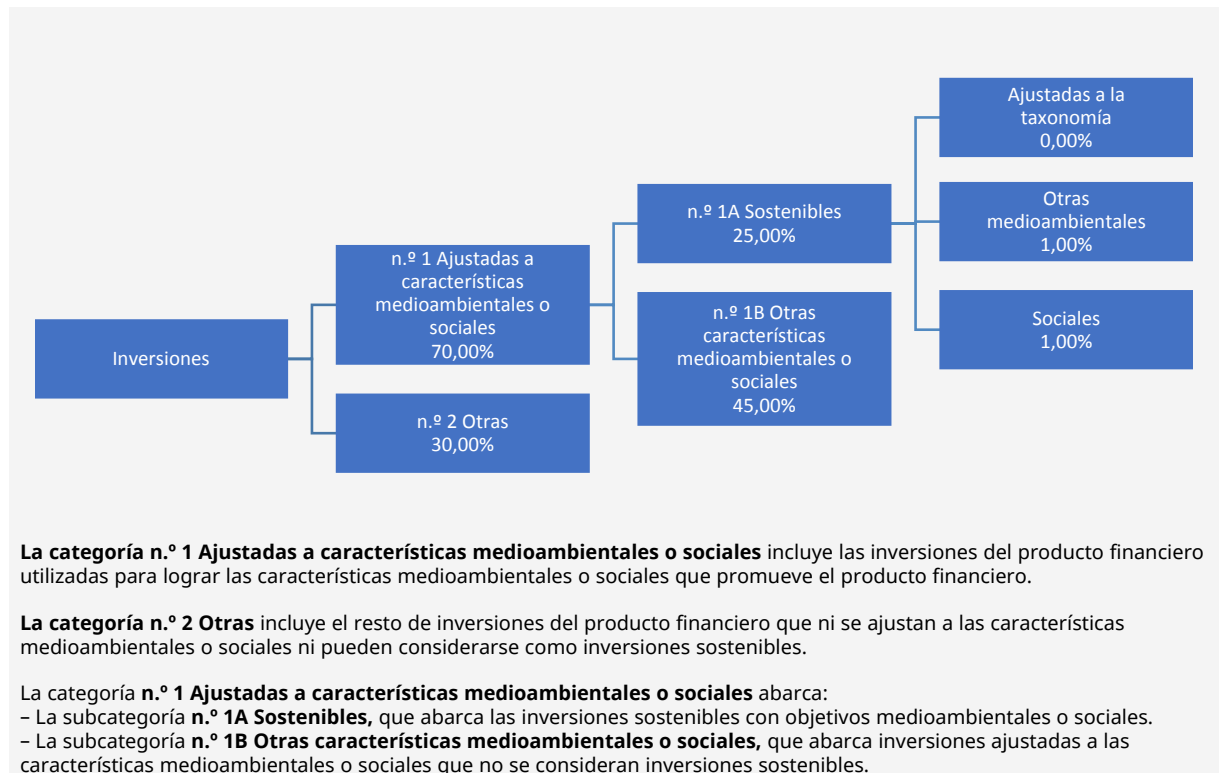 Inversiones
n.º 1 Ajustadas a
características
medioambientales o
sociales
70,00%
n.º 2 Otras
30,00%
n.º 1A Sostenibles
25,00%
n.º 1B Otras
características
medioambientales o
sociales
45,00%
Ajustadas a la
taxonomía
0,00%
Otras
medioambientales
1,00%
Sociales
1,00%
La categoría n.º 1 Ajustadas a características medioambientales o sociales incluye las inversiones del producto financiero
utilizadas para lograr las características medioambientales o sociales que promueve el producto financiero.
La categoría n.º 2 Otras incluye el resto de inversiones del producto financiero que ni se ajustan a las características
medioambientales o sociales ni pueden considerarse como inversiones sostenibles.
La categoría n.º 1 Ajustadas a características medioambientales o sociales abarca:
– La subcategoría n.º 1A Sostenibles, que abarca las inversiones sostenibles con objetivos medioambientales o sociales.
– La subcategoría n.º 1B Otras características medioambientales o sociales, que abarca inversiones ajustadas a las
características medioambientales o sociales que no se consideran inversiones sostenibles.